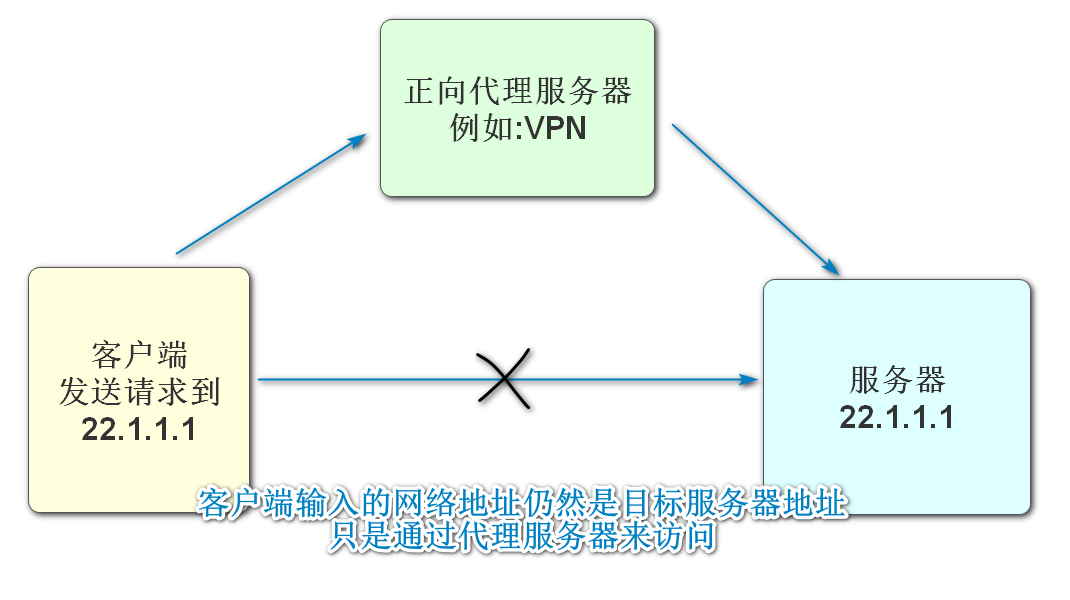 正向代理服务器
例如:VPN
客户端
发送请求到
22.1.1.1
服务器
22.1.1.1
客户端输入的网络地址仍然是目标服务器地址
只是通过代理服务器来访问